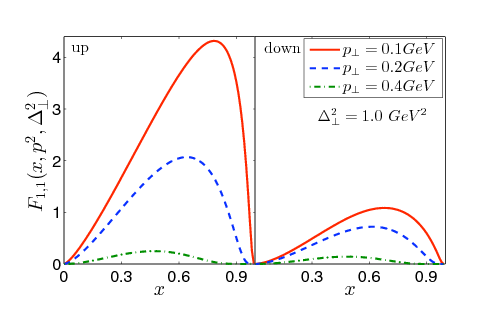 up
down
p⊥ = 0.1GeV
p⊥ = 0.2GeV
p⊥ = 0.4GeV
Δ²⊥ = 1.0 GeV²
F₁,₁(x, p², Δ²⊥)
4
3
2
1
0
0 0.3 0.6 0.9 0.3 0.6 0.9
x x